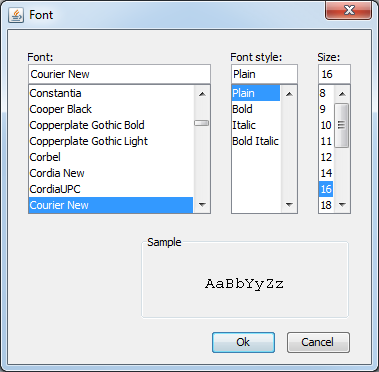 Font
Font:
Courier New
Constantia
Cooper Black
Copperplate Gothic Bold
Copperplate Gothic Light
Corbel
Cordia New
CordiaUPC
Courier New
Font style:
Plain
Plain
Bold
Italic
Bold Italic
Size:
16
8
9
10
11
12
14
16
18
Sample
AaBbYyZz
Ok
Cancel